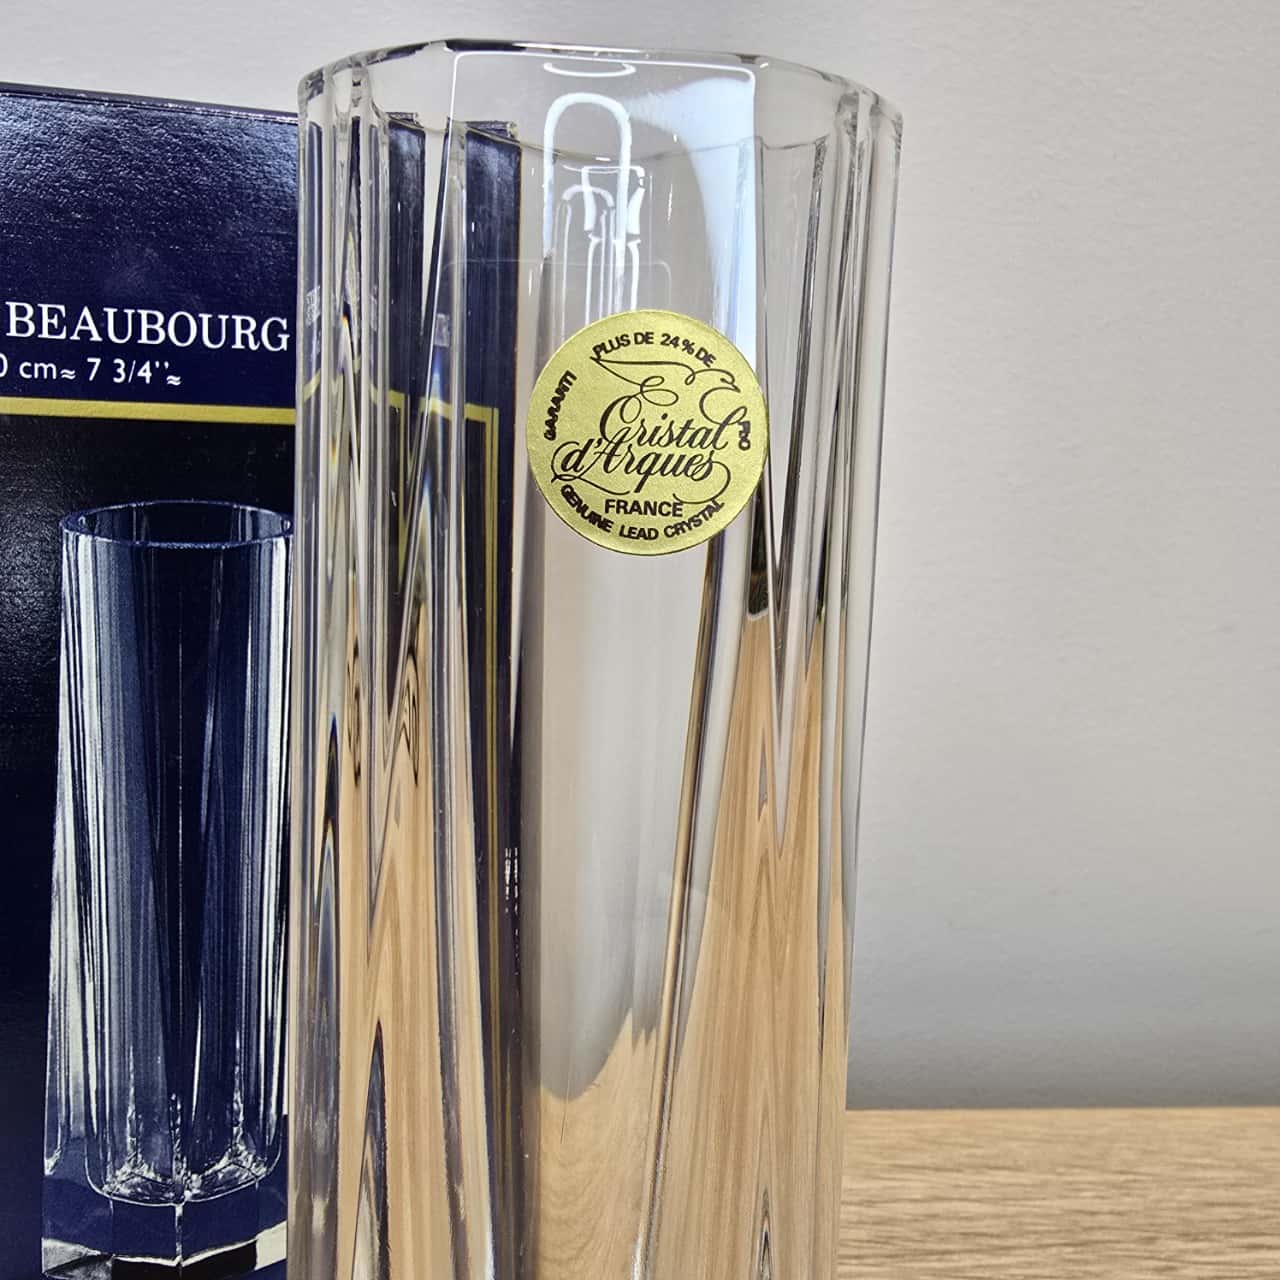 BEAUBOURG
0 cm≈ 7 3/4''≈
GARANTI PLUS DE 24% DE PbO
Cristal
d'Arques
FRANCE
GENUINE LEAD CRYSTAL